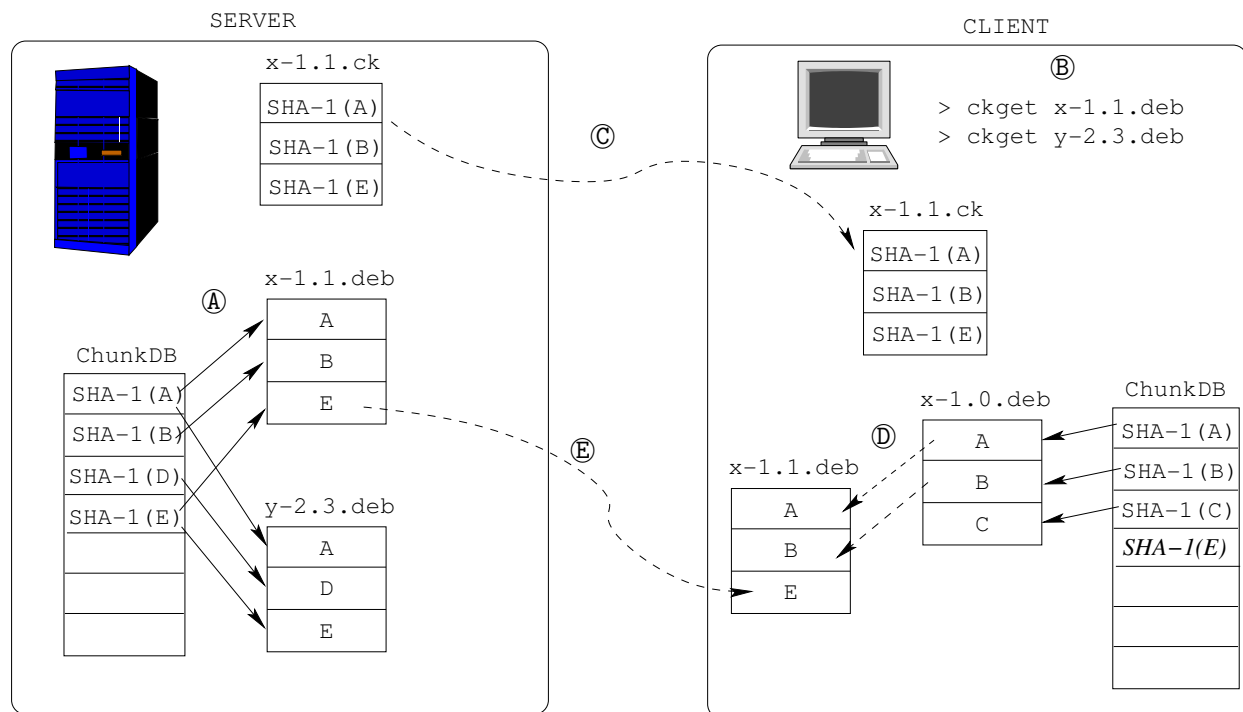 SERVER
x-1.1.ck
SHA-1(A)
SHA-1(B)
SHA-1(E)
Ⓐ
x-1.1.deb
A
B
E
ChunkDB
SHA-1(A)
SHA-1(B)
SHA-1(D)
SHA-1(E)
y-2.3.deb
A
D
E
Ⓒ
Ⓔ
CLIENT
Ⓑ
> ckget x-1.1.deb
> ckget y-2.3.deb
x-1.1.ck
SHA-1(A)
SHA-1(B)
SHA-1(E)
x-1.1.deb
A
B
E
Ⓓ
x-1.0.deb
A
B
C
ChunkDB
SHA-1(A)
SHA-1(B)
SHA-1(C)
SHA-1(E)